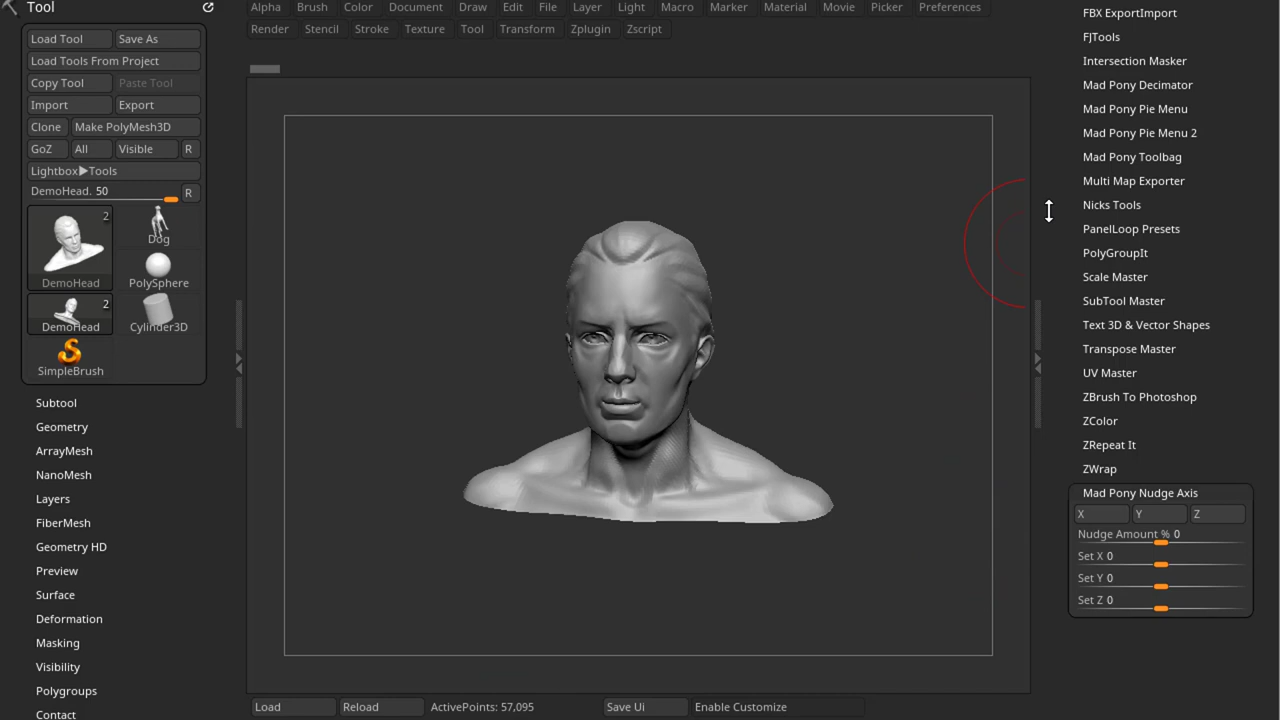 Tool
Load Tool Save As
Load Tools From Project
Copy Tool Paste Tool
Import Export
Clone Make PolyMesh3D
GoZ All Visible R
Lightbox▶Tools
DemoHead. 50 R
2
DemoHead
Dog
PolySphere
2
DemoHead
Cylinder3D
SimpleBrush
Subtool
Geometry
ArrayMesh
NanoMesh
Layers
FiberMesh
Geometry HD
Preview
Surface
Deformation
Masking
Visibility
Polygroups
Contact
Alpha Brush Color Document Draw Edit File Layer Light Macro Marker Material Movie Picker Preferences
Render Stencil Stroke Texture Tool Transform Zplugin Zscript
Load Reload ActivePoints: 57,095 Save Ui Enable Customize
FBX ExportImport
FJTools
Intersection Masker
Mad Pony Decimator
Mad Pony Pie Menu
Mad Pony Pie Menu 2
Mad Pony Toolbag
Multi Map Exporter
Nicks Tools
PanelLoop Presets
PolyGroupIt
Scale Master
SubTool Master
Text 3D & Vector Shapes
Transpose Master
UV Master
ZBrush To Photoshop
ZColor
ZRepeat It
ZWrap
Mad Pony Nudge Axis
X Y Z
Nudge Amount % 0
Set X 0
Set Y 0
Set Z 0